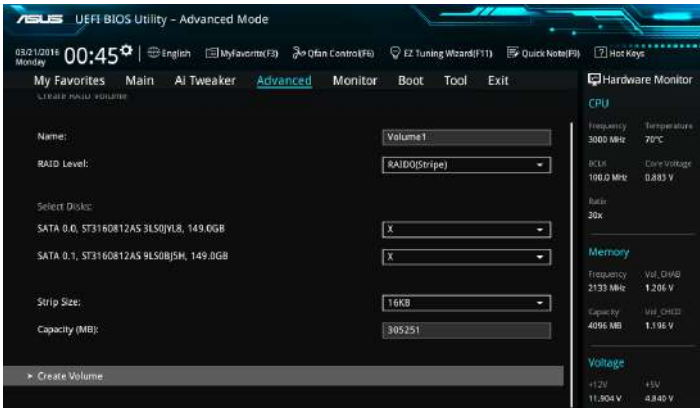 ASUS UEFI BIOS Utility – Advanced Mode
03/21/2016 Monday 00:45 English MyFavorite(F3) Qfan Control(F6) EZ Tuning Wizard(F11) Quick Note(F9) Hot Keys
My Favorites Main Ai Tweaker Advanced Monitor Boot Tool Exit
Create RAID Volume
Name: Volume1
RAID Level: RAID0(Stripe)
Select Disks:
SATA 0.0, ST3160812AS 3LS0JYL8, 149.0GB X
SATA 0.1, ST3160812AS 9LS0BJ5H, 149.0GB X
Strip Size: 16KB
Capacity (MB): 305251
Create Volume
Hardware Monitor
CPU
Frequency Temperature
3000 MHz 70°C
BCLK Core Voltage
100.0 MHz 0.883 V
Ratio
30x
Memory
Frequency Vol_CHAB
2133 MHz 1.206 V
Capacity Vol_CHCD
4096 MB 1.196 V
Voltage
+12V +5V
11.904 V 4.840 V